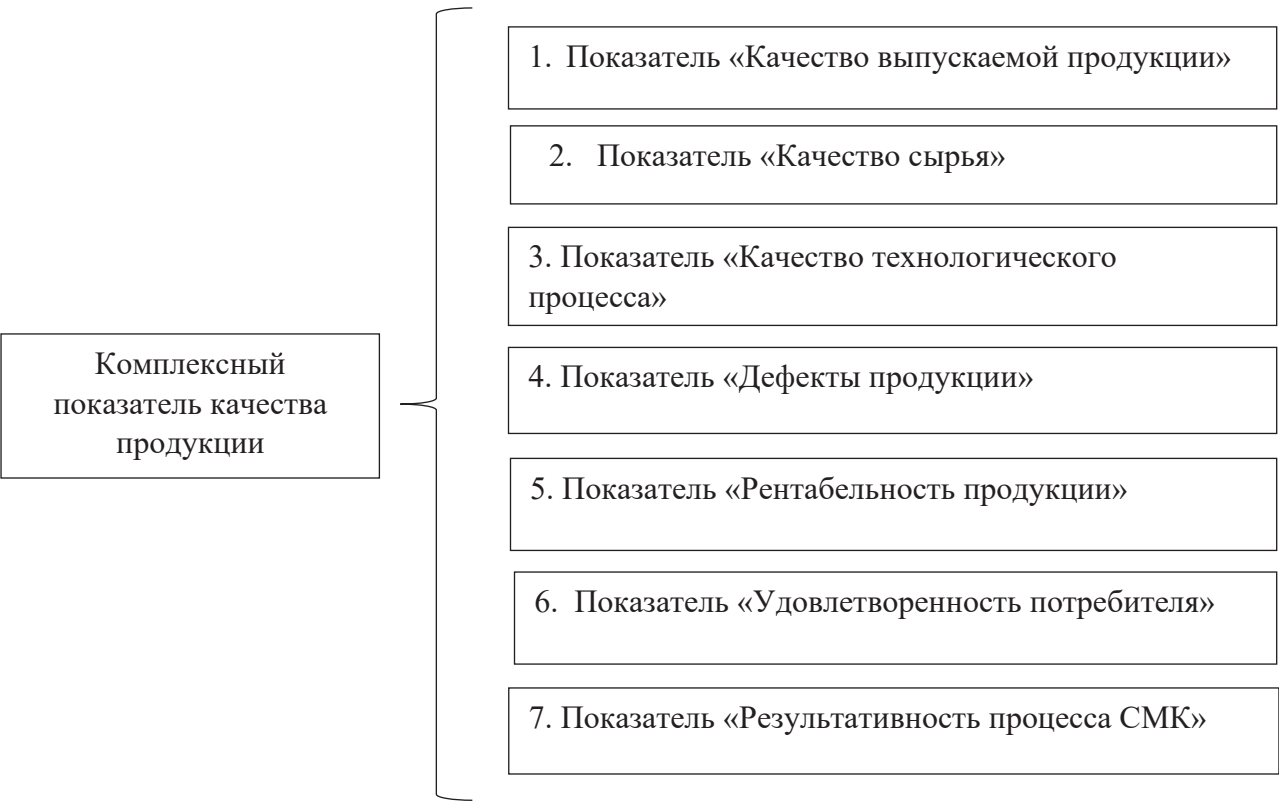 1. Показатель «Качество выпускаемой продукции»
2. Показатель «Качество сырья»
3. Показатель «Качество технологического
процесса»
Комплексный
показатель качества
продукции
4. Показатель «Дефекты продукции»
5. Показатель «Рентабельность продукции»
6. Показатель «Удовлетворенность потребителя»
7. Показатель «Результативность процесса СМК»